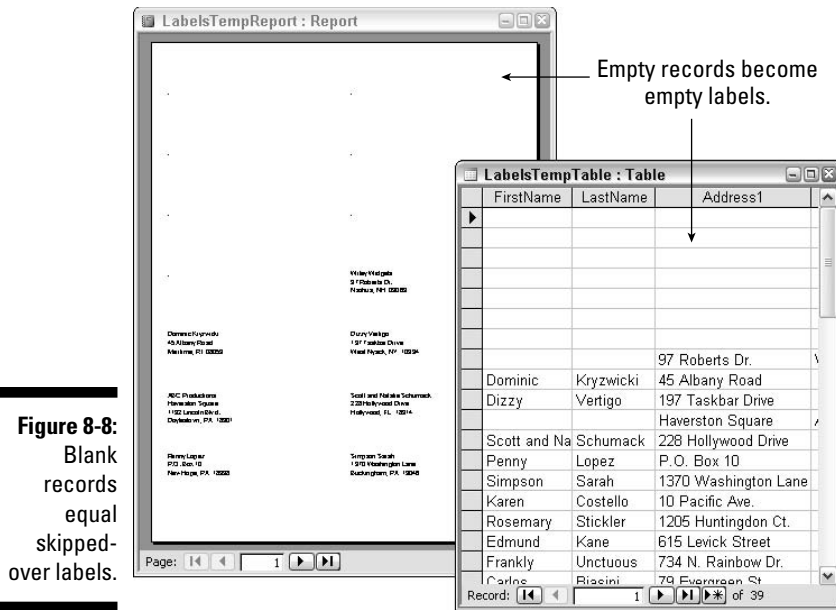 LabelsTempReport : Report
Empty records become
empty labels.
Wiley Widgets
97 Roberts Dr.
Nashua, NH
Dominic Kryzwicki
45 Albany Road
RI
Dizzy Vertigo
197 Taskbar Drive
West Nyack, NY
ABC Productions
Haverston Square
1132 Lincoln Blvd.
Doylestown, PA
Scott and Natalie Schumack
228 Hollywood Drive
Hollywood, FL
Penny Lopez
P.O. Box 10
New Hope, PA
Simpson Sarah
1370 Washington Lane
Buckingham, PA
Page: 1
LabelsTempTable : Table
FirstName LastName Address1
97 Roberts Dr.
Dominic Kryzwicki 45 Albany Road
Dizzy Vertigo 197 Taskbar Drive
Haverston Square
Scott and Na Schumack 228 Hollywood Drive
Penny Lopez P.O. Box 10
Simpson Sarah 1370 Washington Lane
Karen Costello 10 Pacific Ave.
Rosemary Stickler 1205 Huntingdon Ct.
Edmund Kane 615 Levick Street
Frankly Unctuous 734 N. Rainbow Dr.
Carlos Biasini 79 Evergreen St
Record: 1 of 39
Figure 8-8:
Blank
records
equal
skipped-
over labels.